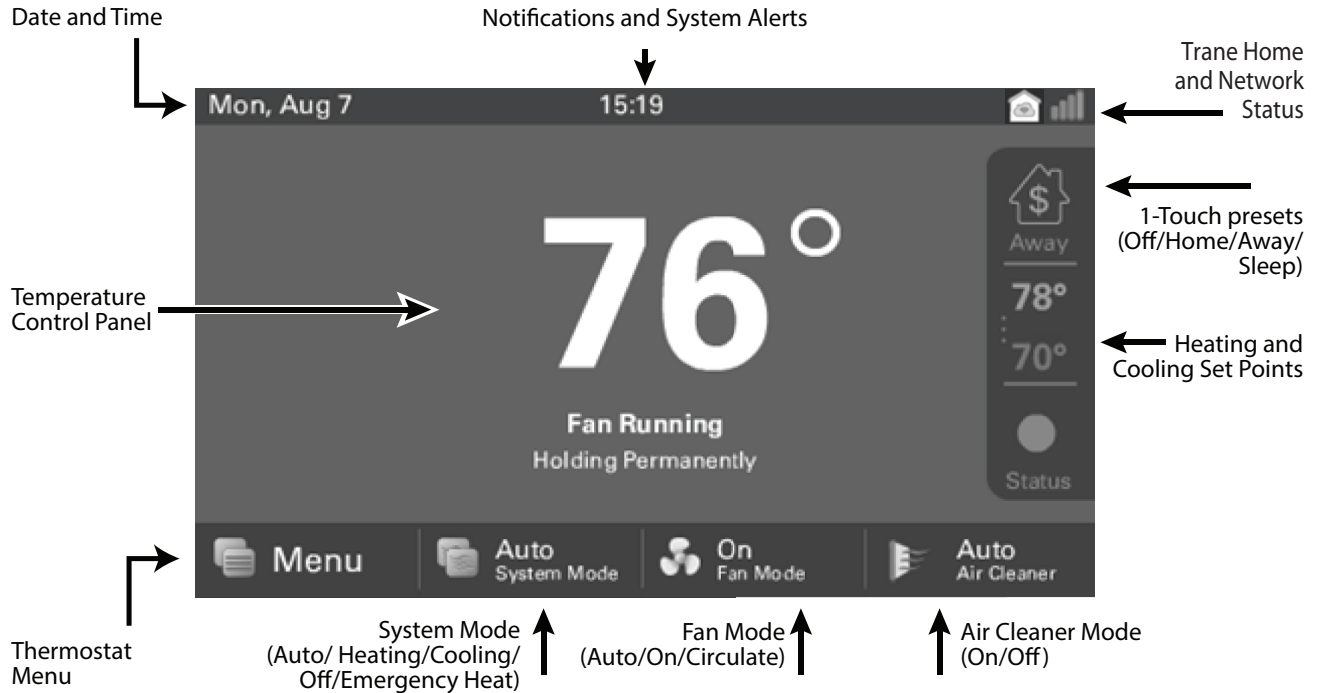 Date and Time
Notifications and System Alerts
Trane Home
and Network
Status
Mon, Aug 7
15:19
$
Away
1-Touch presets
(Off/Home/Away/
Sleep)
76°
78°
70°
Temperature
Control Panel
Heating and
Cooling Set Points
Fan Running
Holding Permanently
Status
Menu
Auto
System Mode
On
Fan Mode
Auto
Air Cleaner
Thermostat
Menu
System Mode
(Auto/ Heating/Cooling/
Off/Emergency Heat)
Fan Mode
(Auto/On/Circulate)
Air Cleaner Mode
(On/Off)